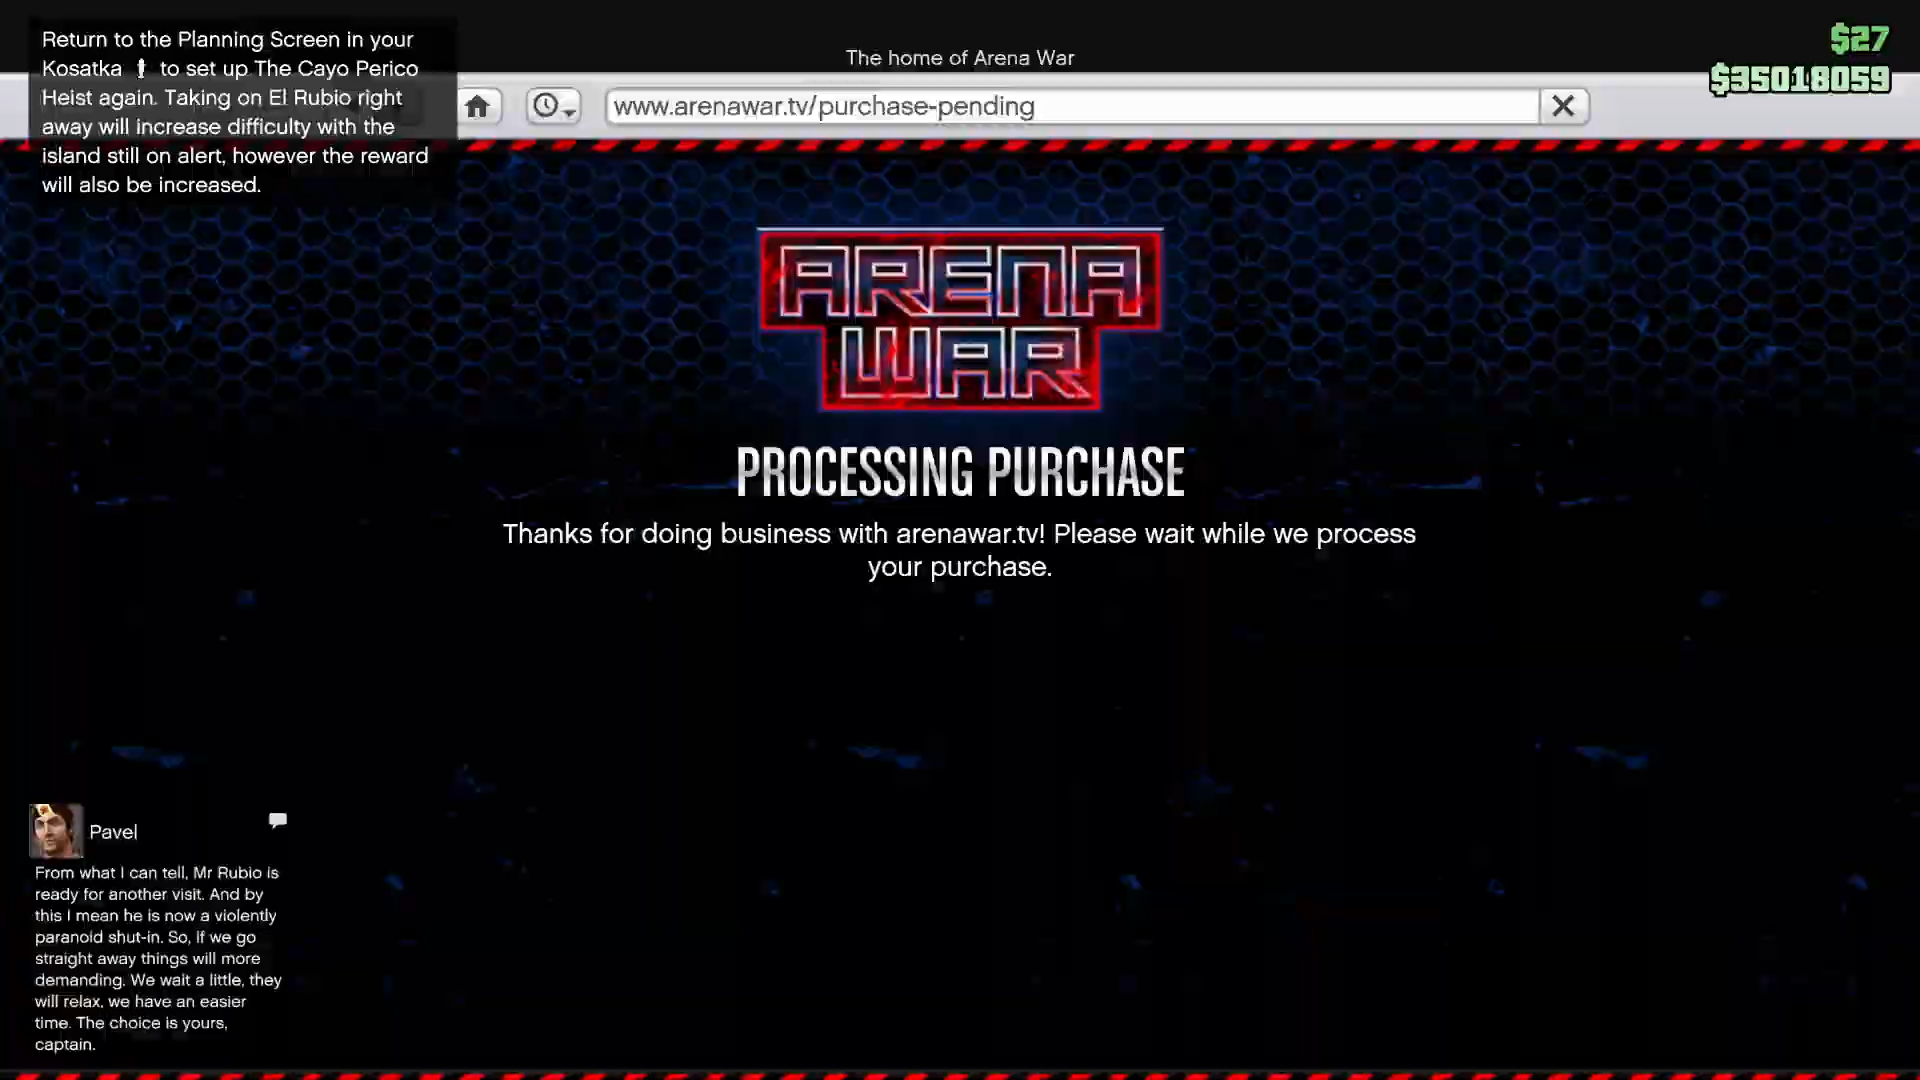 Return to the Planning Screen in your
Kosatka to set up The Cayo Perico
Heist again. Taking on El Rubio right
away will increase difficulty with the
island still on alert, however the reward
will also be increased.
The home of Arena War
$27
$35018059
www.arenawar.tv/purchase-pending
ARENA
WAR
PROCESSING PURCHASE
Thanks for doing business with arenawar.tv! Please wait while we process
your purchase.
Pavel
From what I can tell, Mr Rubio is
ready for another visit. And by
this I mean he is now a violently
paranoid shut-in. So, if we go
straight away things will more
demanding. We wait a little, they
will relax, we have an easier
time. The choice is yours,
captain.